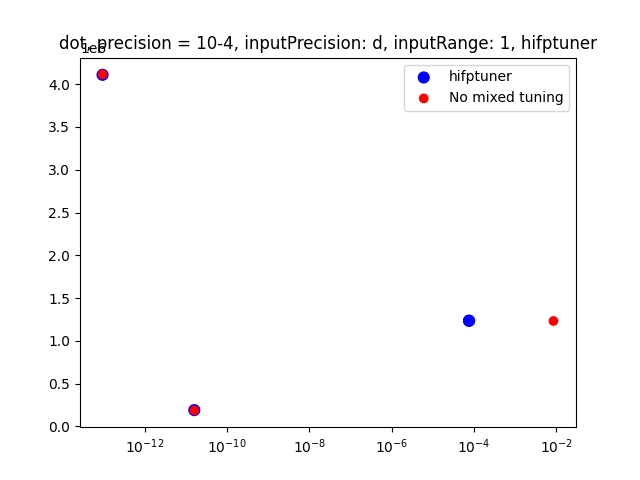 dot, precision = 10-4, inputPrecision: d, inputRange: 1, hifptuner
1e6
hifptuner
No mixed tuning
4.0
3.5
3.0
2.5
2.0
1.5
1.0
0.5
0.0
10⁻¹² 10⁻¹⁰ 10⁻⁸ 10⁻⁶ 10⁻⁴ 10⁻²